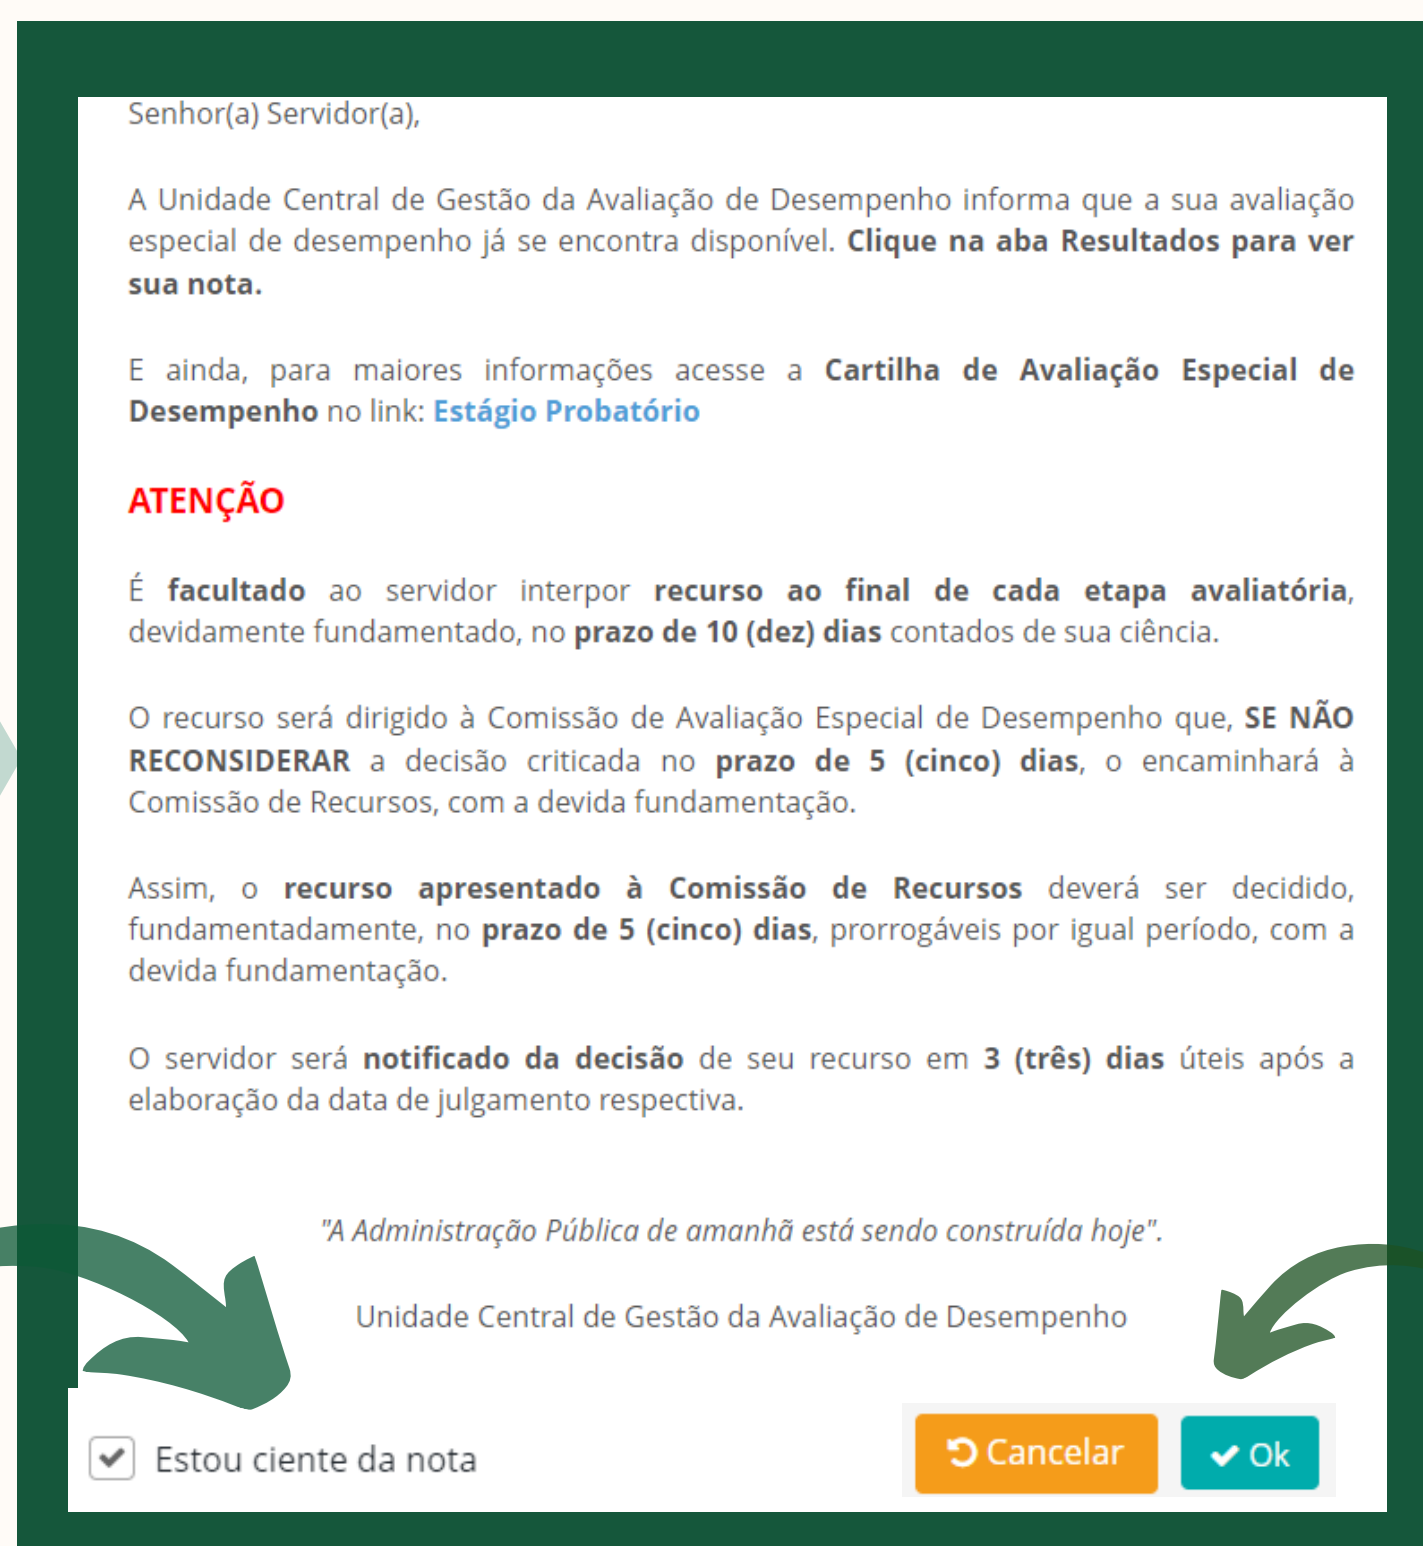 Senhor(a) Servidor(a),
A Unidade Central de Gestão da Avaliação de Desempenho informa que a sua avaliação
especial de desempenho já se encontra disponível. Clique na aba Resultados para ver
sua nota.
E ainda, para maiores informações acesse a Cartilha de Avaliação Especial de
Desempenho no link: Estágio Probatório
ATENÇÃO
É facultado ao servidor interpor recurso ao final de cada etapa avaliatória,
devidamente fundamentado, no prazo de 10 (dez) dias contados de sua ciência.
O recurso será dirigido à Comissão de Avaliação Especial de Desempenho que, SE NÃO
RECONSIDERAR a decisão criticada no prazo de 5 (cinco) dias, o encaminhará à
Comissão de Recursos, com a devida fundamentação.
Assim, o recurso apresentado à Comissão de Recursos deverá ser decidido,
fundamentadamente, no prazo de 5 (cinco) dias, prorrogáveis por igual período, com a
devida fundamentação.
O servidor será notificado da decisão de seu recurso em 3 (três) dias úteis após a
elaboração da data de julgamento respectiva.
"A Administração Pública de amanhã está sendo construída hoje".
Unidade Central de Gestão da Avaliação de Desempenho
Estou ciente da nota
Cancelar
Ok